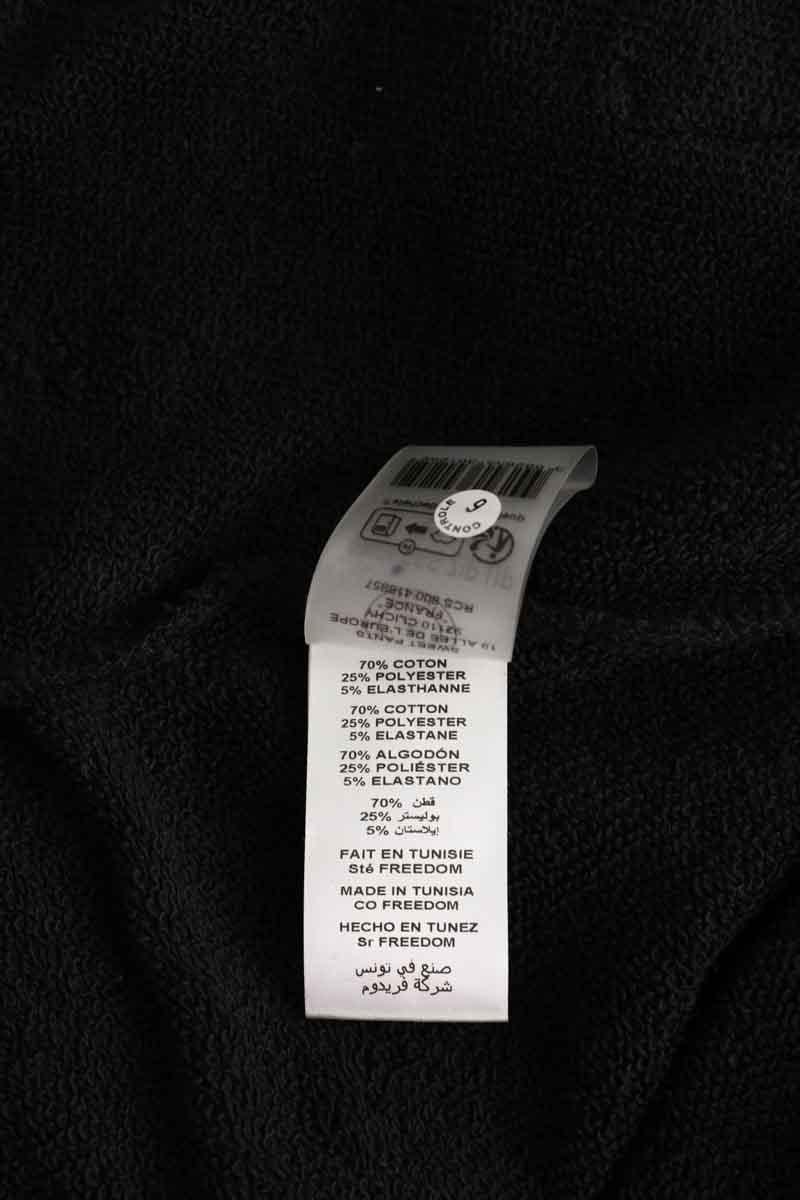 CONTROLE
RCS 800 418957
"FRANCE"
92110 CLICHY
19 ALLEE DE L'EUROPE
SWEET PANTS
70% COTON
25% POLYESTER
5% ELASTHANNE
70% COTTON
25% POLYESTER
5% ELASTANE
70% ALGODÓN
25% POLIÉSTER
5% ELASTANO
70% قطن
25% بوليستر
5% إيلاستان
FAIT EN TUNISIE
Sté FREEDOM
MADE IN TUNISIA
CO FREEDOM
HECHO EN TUNEZ
Sr FREEDOM
صنع في تونس
شركة فريدوم